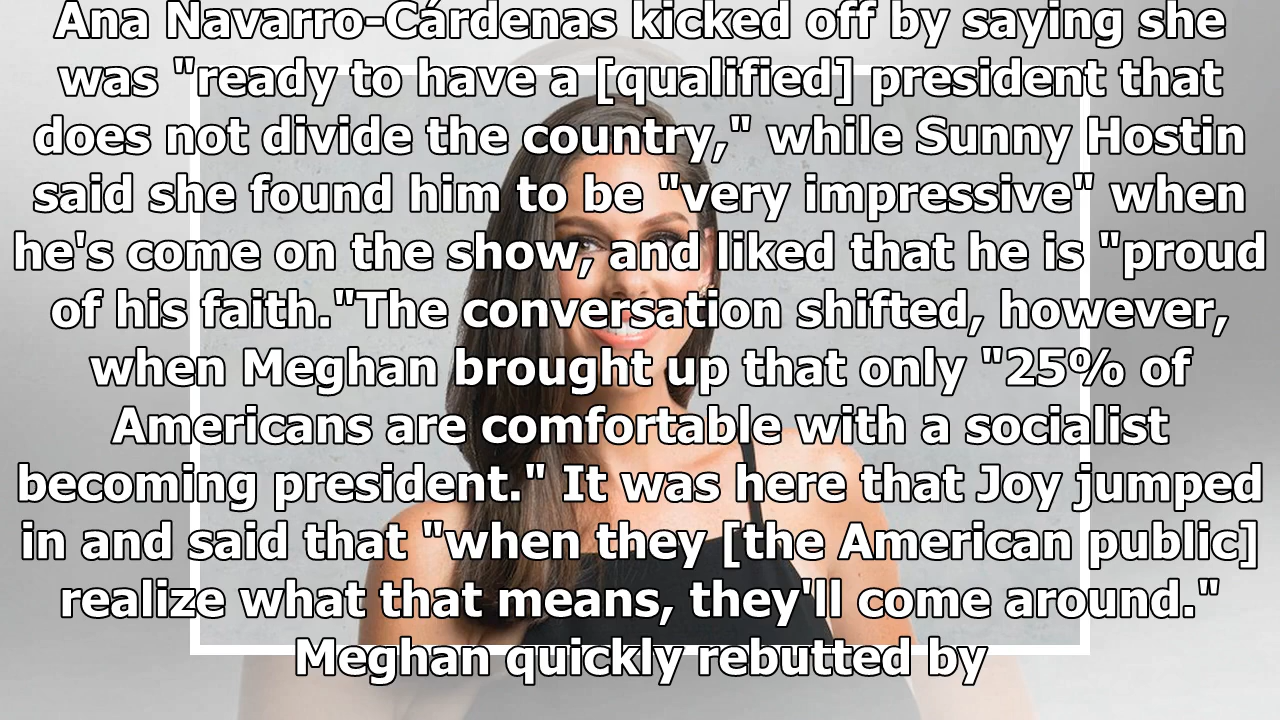 Ana Navarro-Cárdenas kicked off by saying she
was "ready to have a [qualified] president that
does not divide the country," while Sunny Hostin
said she found him to be "very impressive" when
he's come on the show, and liked that he is "proud
of his faith."The conversation shifted, however,
when Meghan brought up that only "25% of
Americans are comfortable with a socialist
becoming president." It was here that Joy jumped
in and said that "when they [the American public]
realize what that means, they'll come around."
Meghan quickly rebutted by